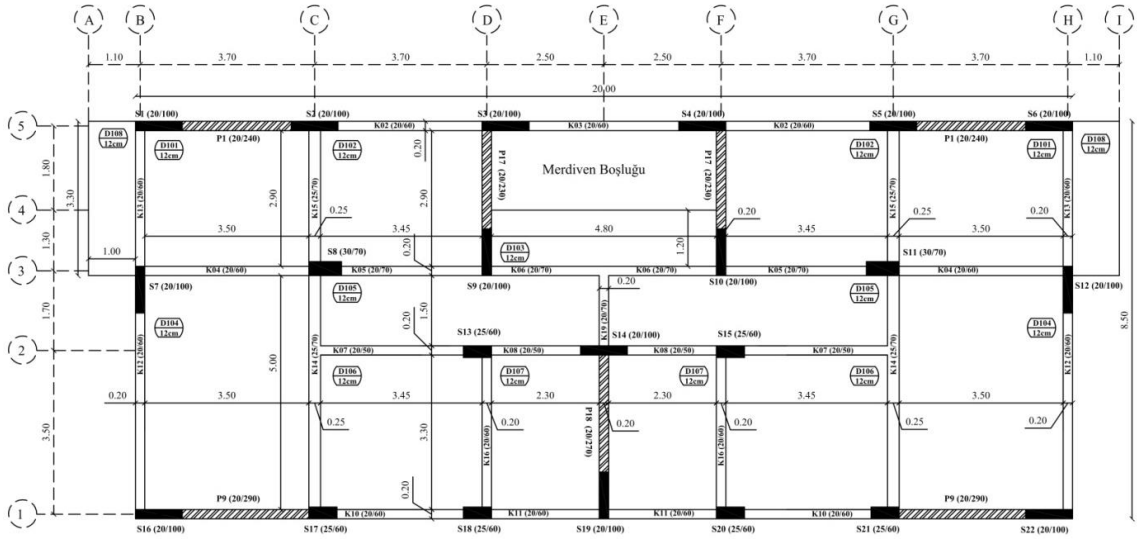 A B C D E F G H I
1.10 3.70 3.70 2.50 2.50 3.70 3.70 1.10
20.00
S1 (20/100) S2 (20/100) S3 (20/100) S4 (20/100) S5 (20/100) S6 (20/100)
5
K02 (20/60) K03 (20/60) K02 (20/60)
D108 12cm
D101 12cm
P1 (20/240)
D102 12cm
0.20
P17 (20/230)
Merdiven Boşluğu
P17 (20/230)
D102 12cm
P1 (20/240)
D101 12cm
D108 12cm
1.80
3.30
K13 (20/60)
2.90
K15 (25/70)
2.90
K15 (25/70)
K13 (20/60)
4
0.25 0.20 0.25 0.20
3.50 3.45 4.80 3.45 3.50
1.30
1.00
S8 (30/70)
0.20
D103 12cm
1.20
S11 (30/70)
3
K04 (20/60) K05 (20/70) K06 (20/70) K06 (20/70) K05 (20/70) K04 (20/60)
S7 (20/100) S9 (20/100) 0.20 S10 (20/100) S12 (20/100)
D105 12cm
D105 12cm
1.70
1.50
K19 (20/70)
8.50
D104 12cm
0.20
S13 (25/60) S14 (20/100) S15 (25/60)
D104 12cm
2
K12 (20/60)
5.00
K14 (25/70)
K07 (20/50) K08 (20/50) K08 (20/50) K07 (20/50)
K14 (25/70)
K12 (20/60)
D106 12cm
D107 12cm
D107 12cm
D106 12cm
0.20 3.50 3.45 2.30 2.30 3.45 3.50
0.25 0.20 0.20 0.20 0.25 0.20
3.50
3.30
K16 (20/60)
P18 (20/270)
K16 (20/60)
P9 (20/290)
0.20
P9 (20/290)
1
K10 (20/60) K11 (20/60) K11 (20/60) K10 (20/60)
S16 (20/100) S17 (25/60) S18 (25/60) S19 (20/100) S20 (25/60) S21 (25/60) S22 (20/100)